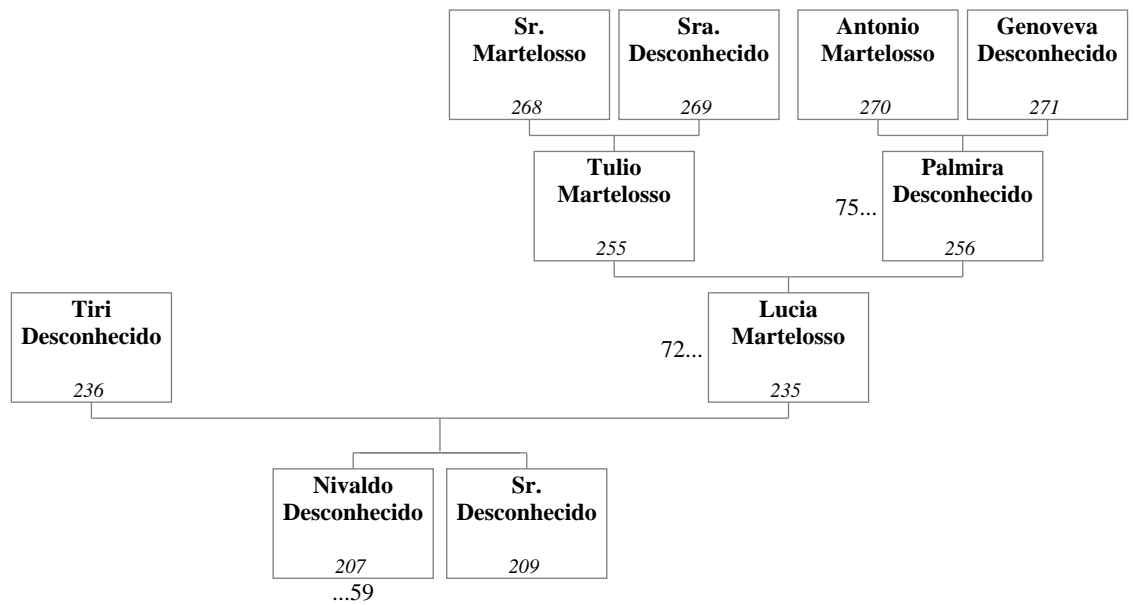 Sr.
Martelosso
268
Sra.
Desconhecido
269
Antonio
Martelosso
270
Genoveva
Desconhecido
271
Tulio
Martelosso
255
75...
Palmira
Desconhecido
256
Tiri
Desconhecido
236
72...
Lucia
Martelosso
235
Nivaldo
Desconhecido
207
...59
Sr.
Desconhecido
209